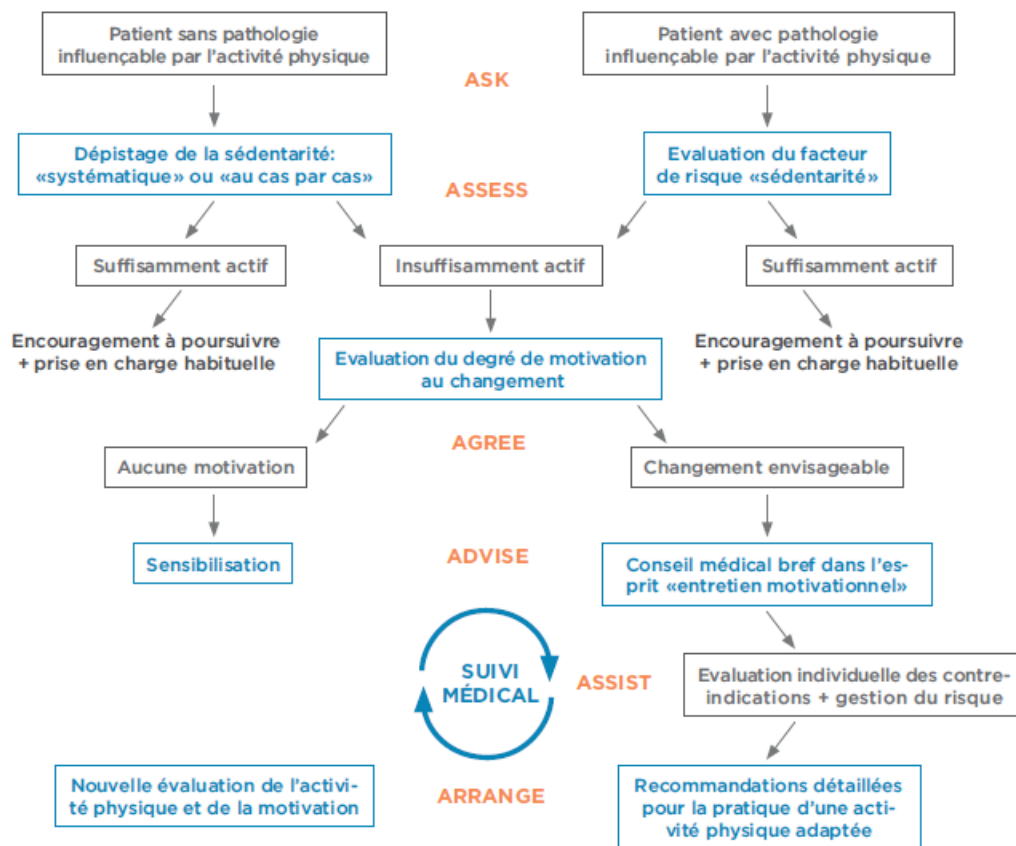 Patient sans pathologie
influençable par l'activité physique
Patient avec pathologie
influençable par l'activité physique
ASK
Dépistage de la sédentarité:
«systématique» ou «au cas par cas»
Evaluation du facteur
de risque «sédentarité»
ASSESS
Suffisamment actif
Insuffisamment actif
Suffisamment actif
Encouragement à poursuivre
+ prise en charge habituelle
Evaluation du degré de motivation
au changement
Encouragement à poursuivre
+ prise en charge habituelle
AGREE
Aucune motivation
Changement envisageable
Sensibilisation
ADVISE
Conseil médical bref dans l'es-
prit «entretien motivationnel»
SUIVI
MÉDICAL
ASSIST
Evaluation individuelle des contre-
indications + gestion du risque
Nouvelle évaluation de l'activi-
té physique et de la motivation
ARRANGE
Recommandations détaillées
pour la pratique d'une acti-
vité physique adaptée